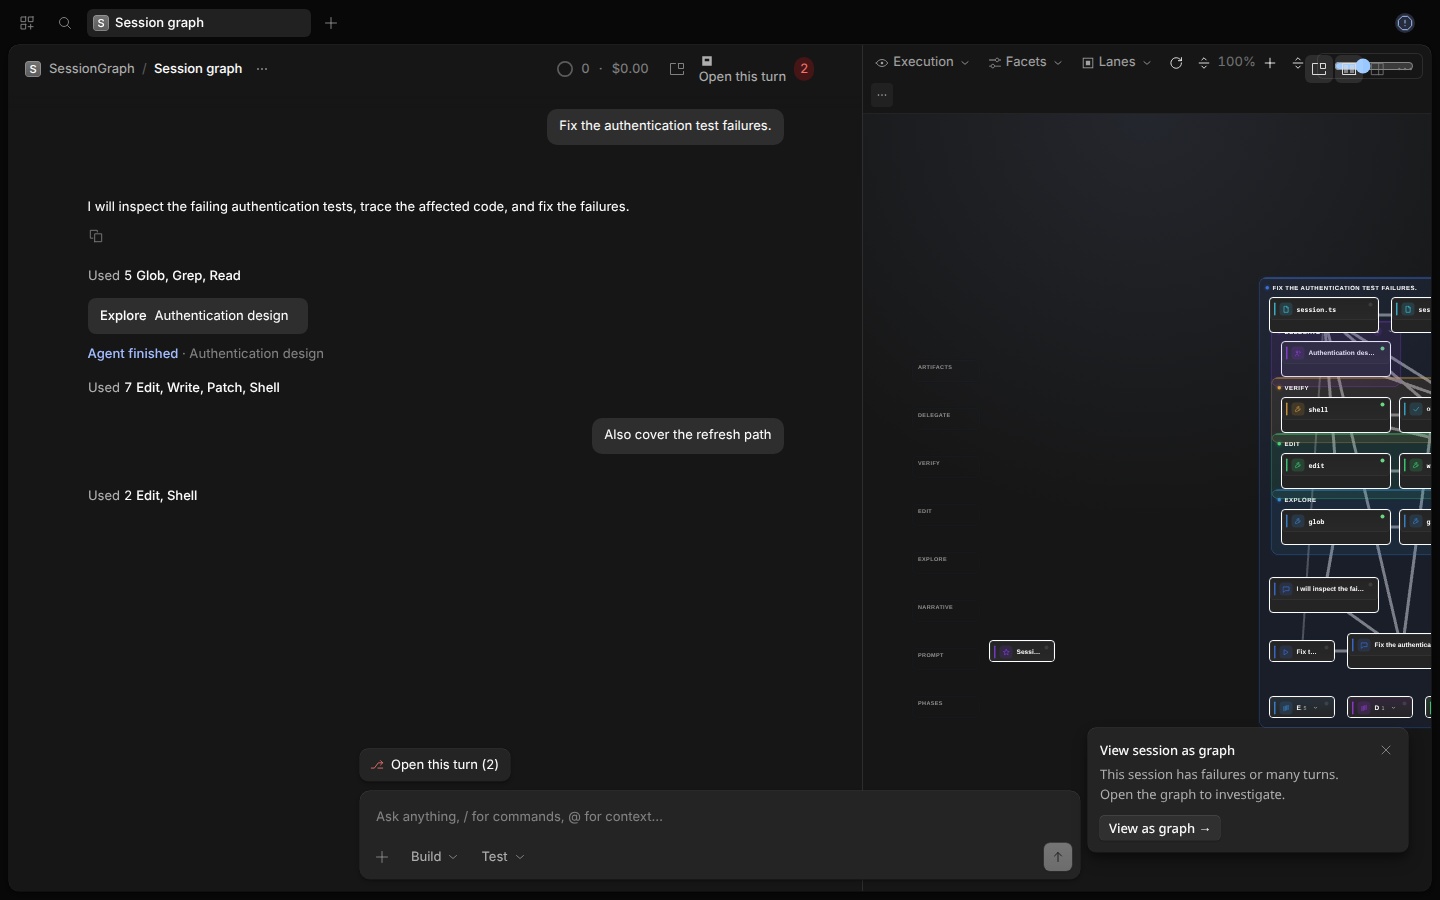 S Session graph
S SessionGraph / Session graph ...
0 · $0.00
Open this turn 2
Execution
Facets
Lanes
100%
...
Fix the authentication test failures.
I will inspect the failing authentication tests, trace the affected code, and fix the failures.
Used 5 Glob, Grep, Read
Explore Authentication design
Agent finished · Authentication design
Used 7 Edit, Write, Patch, Shell
Also cover the refresh path
Used 2 Edit, Shell
Open this turn (2)
Ask anything, / for commands, @ for context...
Build
Test
ARTIFACTS
DELEGATE
VERIFY
EDIT
EXPLORE
NARRATIVE
PROMPT
PHASES
Sessi...
FIX THE AUTHENTICATION TEST FAILURES.
session.ts
ses
Authentication des...
VERIFY
shell
EDIT
edit
w
EXPLORE
glob
g
I will inspect the fai...
Fix t...
Fix the authentica
E
D
View session as graph
This session has failures or many turns.
Open the graph to investigate.
View as graph →